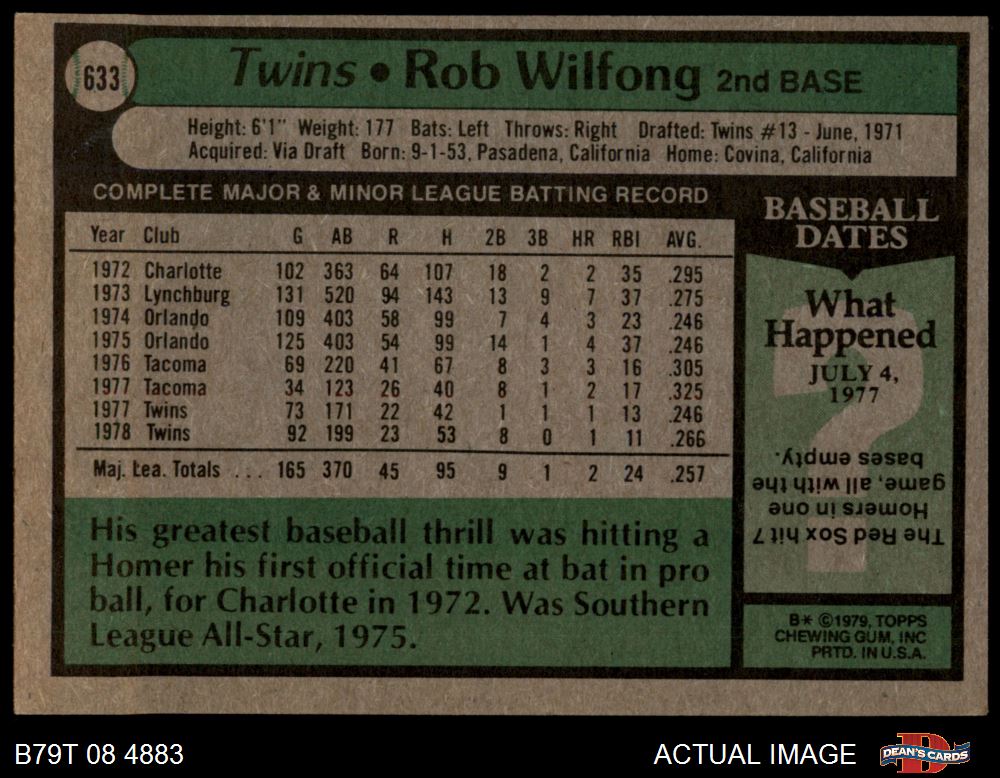 633
Twins • Rob Wilfong 2nd BASE
Height: 6'1" Weight: 177 Bats: Left Throws: Right Drafted: Twins #13 - June, 1971
Acquired: Via Draft Born: 9-1-53, Pasadena, California Home: Covina, California
COMPLETE MAJOR & MINOR LEAGUE BATTING RECORD
Year Club G AB R H 2B 3B HR RBI AVG.
1972 Charlotte 102 363 64 107 18 2 2 35 .295
1973 Lynchburg 131 520 94 143 13 9 7 37 .275
1974 Orlando 109 403 58 99 7 4 3 23 .246
1975 Orlando 125 403 54 99 14 1 4 37 .246
1976 Tacoma 69 220 41 67 8 3 3 16 .305
1977 Tacoma 34 123 26 40 8 1 2 17 .325
1977 Twins 73 171 22 42 1 1 1 13 .246
1978 Twins 92 199 23 53 8 0 1 11 .266
Maj. Lea. Totals ... 165 370 45 95 9 1 2 24 .257
His greatest baseball thrill was hitting a
Homer his first official time at bat in pro
ball, for Charlotte in 1972. Was Southern
League All-Star, 1975.
BASEBALL
DATES
What
Happened
JULY 4,
1977
?
The Red Sox hit 7
Homers in one
game, all with the
bases empty.
B* ©1979, TOPPS
CHEWING GUM, INC
PRTD. IN U.S.A.
B79T 08 4883
ACTUAL IMAGE
D
DEAN'S CARDS